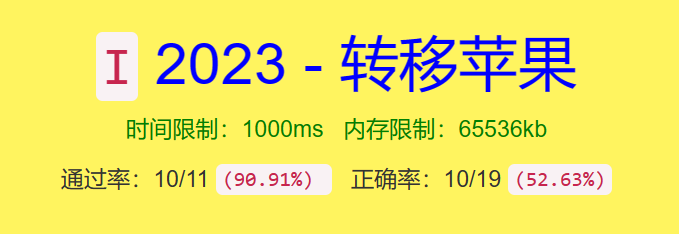 I 2023 - 转移苹果
时间限制：1000ms 内存限制：65536kb
通过率：10/11 (90.91%) 正确率：10/19 (52.63%)